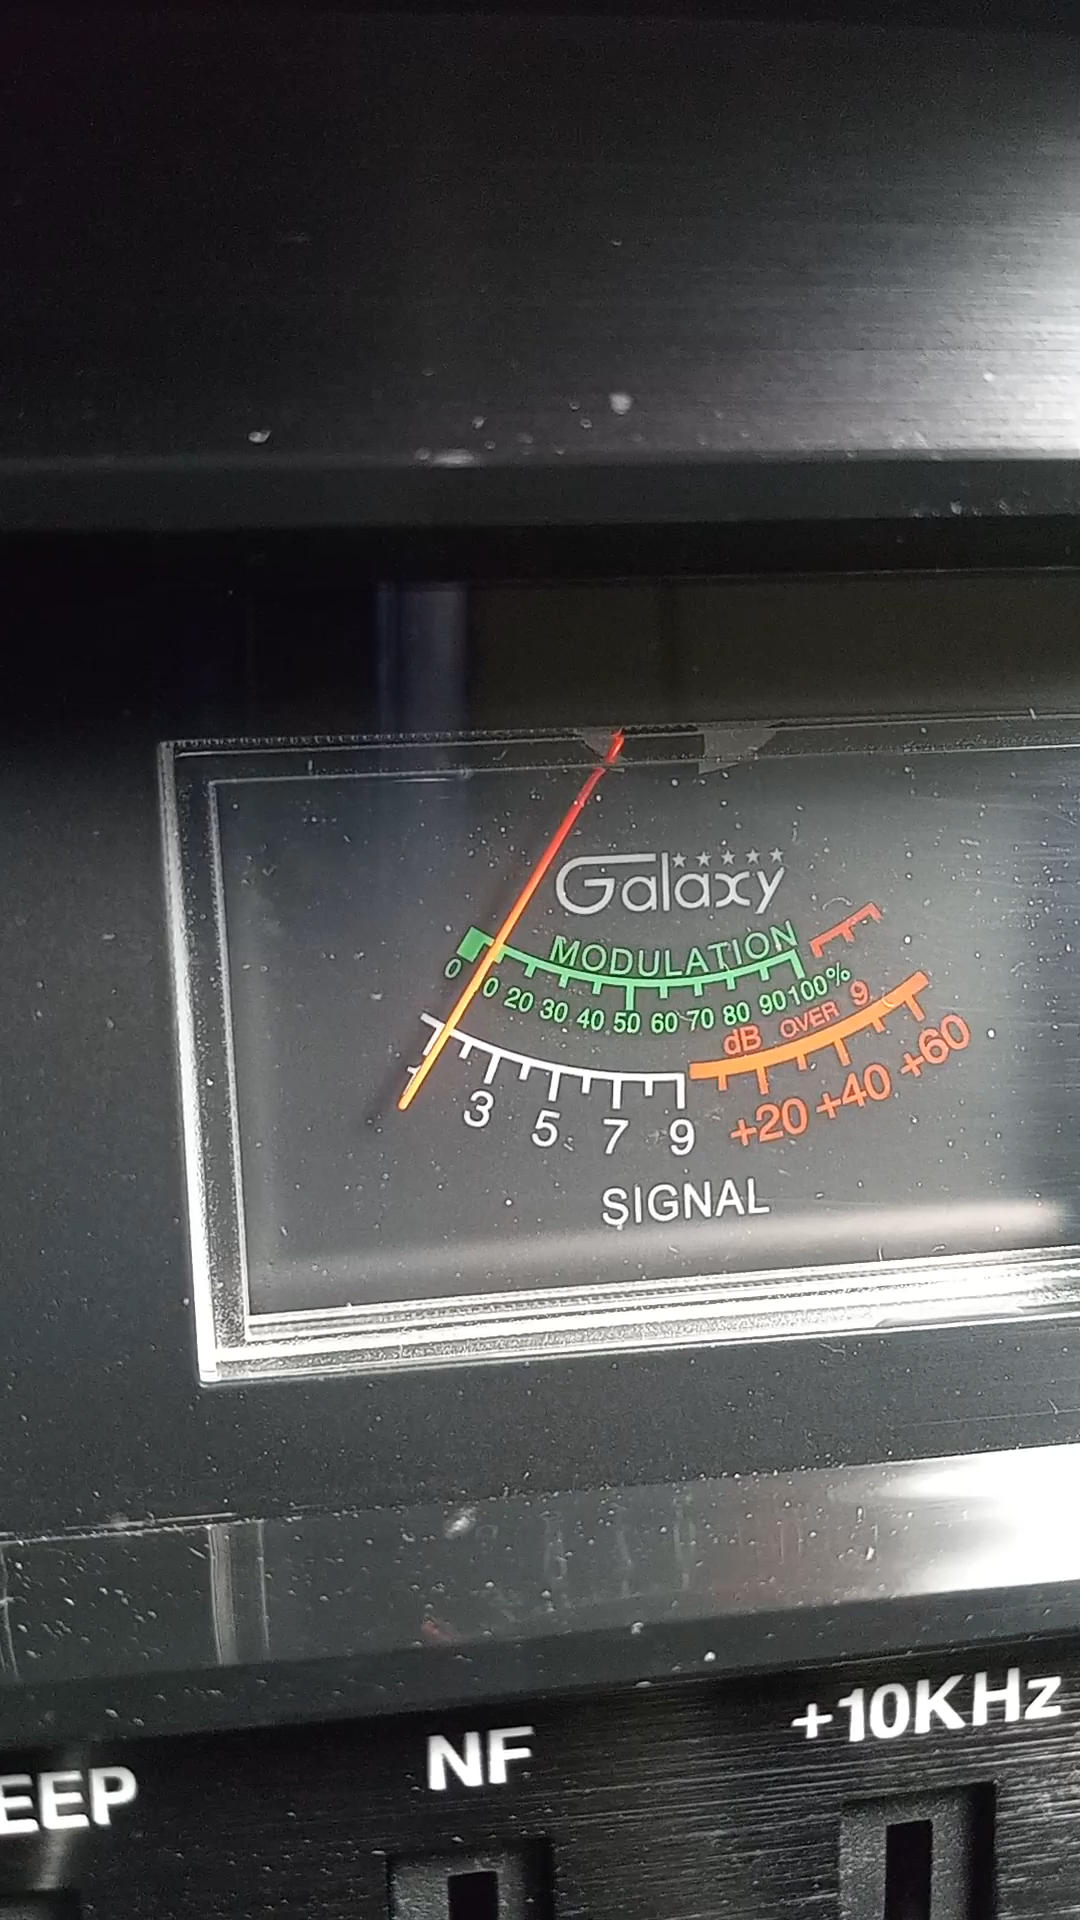 Galaxy
MODULATION
0 10 20 30 40 50 60 70 80 90 100%
dB OVER 9
3 5 7 9 +20 +40 +60
SIGNAL
+10KHz
NF
EEP